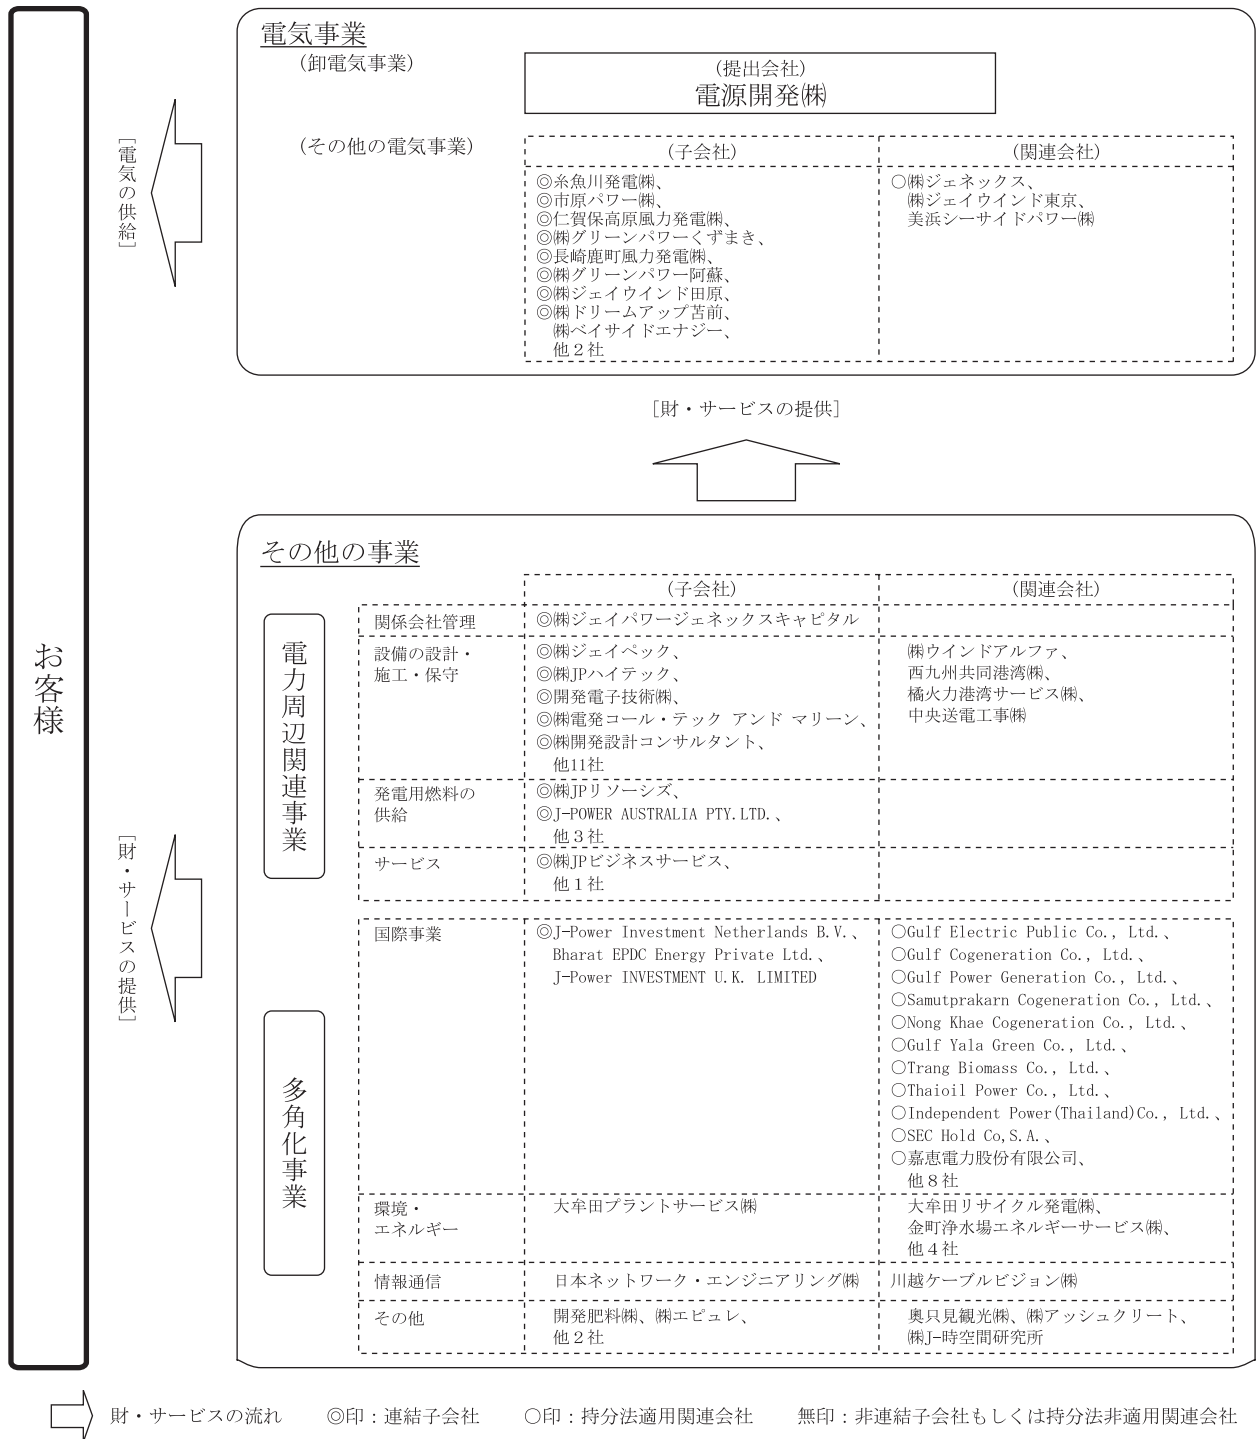 お客様
[電気の供給]
[財・サービスの提供]
電気事業
(卸電気事業)
(提出会社)
電源開発㈱
(その他の電気事業)
(子会社)
(関連会社)
◎糸魚川発電㈱、
◎市原パワー㈱、
◎仁賀保高原風力発電㈱、
◎㈱グリーンパワーくずまき、
◎長崎鹿町風力発電㈱、
◎㈱グリーンパワー阿蘇、
◎㈱ジェイウインド田原、
◎㈱ドリームアップ苫前、
㈱ベイサイドエナジー、
他２社
○㈱ジェネックス、
㈱ジェイウインド東京、
美浜シーサイドパワー㈱
[財・サービスの提供]
その他の事業
(子会社)
(関連会社)
電力周辺関連事業
関係会社管理
◎㈱ジェイパワージェネックスキャピタル
設備の設計・
施工・保守
◎㈱ジェイペック、
◎㈱JPハイテック、
◎開発電子技術㈱、
◎㈱電発コール・テック アンド マリーン、
◎㈱開発設計コンサルタント、
他11社
㈱ウインドアルファ、
西九州共同港湾㈱、
橘火力港湾サービス㈱、
中央送電工事㈱
発電用燃料の
供給
◎㈱JPリソーシズ、
◎J-POWER AUSTRALIA PTY.LTD.、
他３社
サービス
◎㈱JPビジネスサービス、
他１社
多角化事業
国際事業
◎J-Power Investment Netherlands B.V.、
Bharat EPDC Energy Private Ltd.、
J-Power INVESTMENT U.K. LIMITED
○Gulf Electric Public Co., Ltd.、
○Gulf Cogeneration Co., Ltd.、
○Gulf Power Generation Co., Ltd.、
○Samutprakarn Cogeneration Co., Ltd.、
○Nong Khae Cogeneration Co., Ltd.、
○Gulf Yala Green Co., Ltd.、
○Trang Biomass Co., Ltd.、
○Thaioil Power Co., Ltd.、
○Independent Power(Thailand)Co., Ltd.、
○SEC Hold Co,S.A.、
○嘉恵電力股份有限公司、
他８社
環境・
エネルギー
大牟田プラントサービス㈱
大牟田リサイクル発電㈱、
金町浄水場エネルギーサービス㈱、
他４社
情報通信
日本ネットワーク・エンジニアリング㈱
川越ケーブルビジョン㈱
その他
開発肥料㈱、㈱エピュレ、
他２社
奥只見観光㈱、㈱アッシュクリート、
㈱J-時空間研究所
財・サービスの流れ ◎印：連結子会社 ○印：持分法適用関連会社 無印：非連結子会社もしくは持分法非適用関連会社